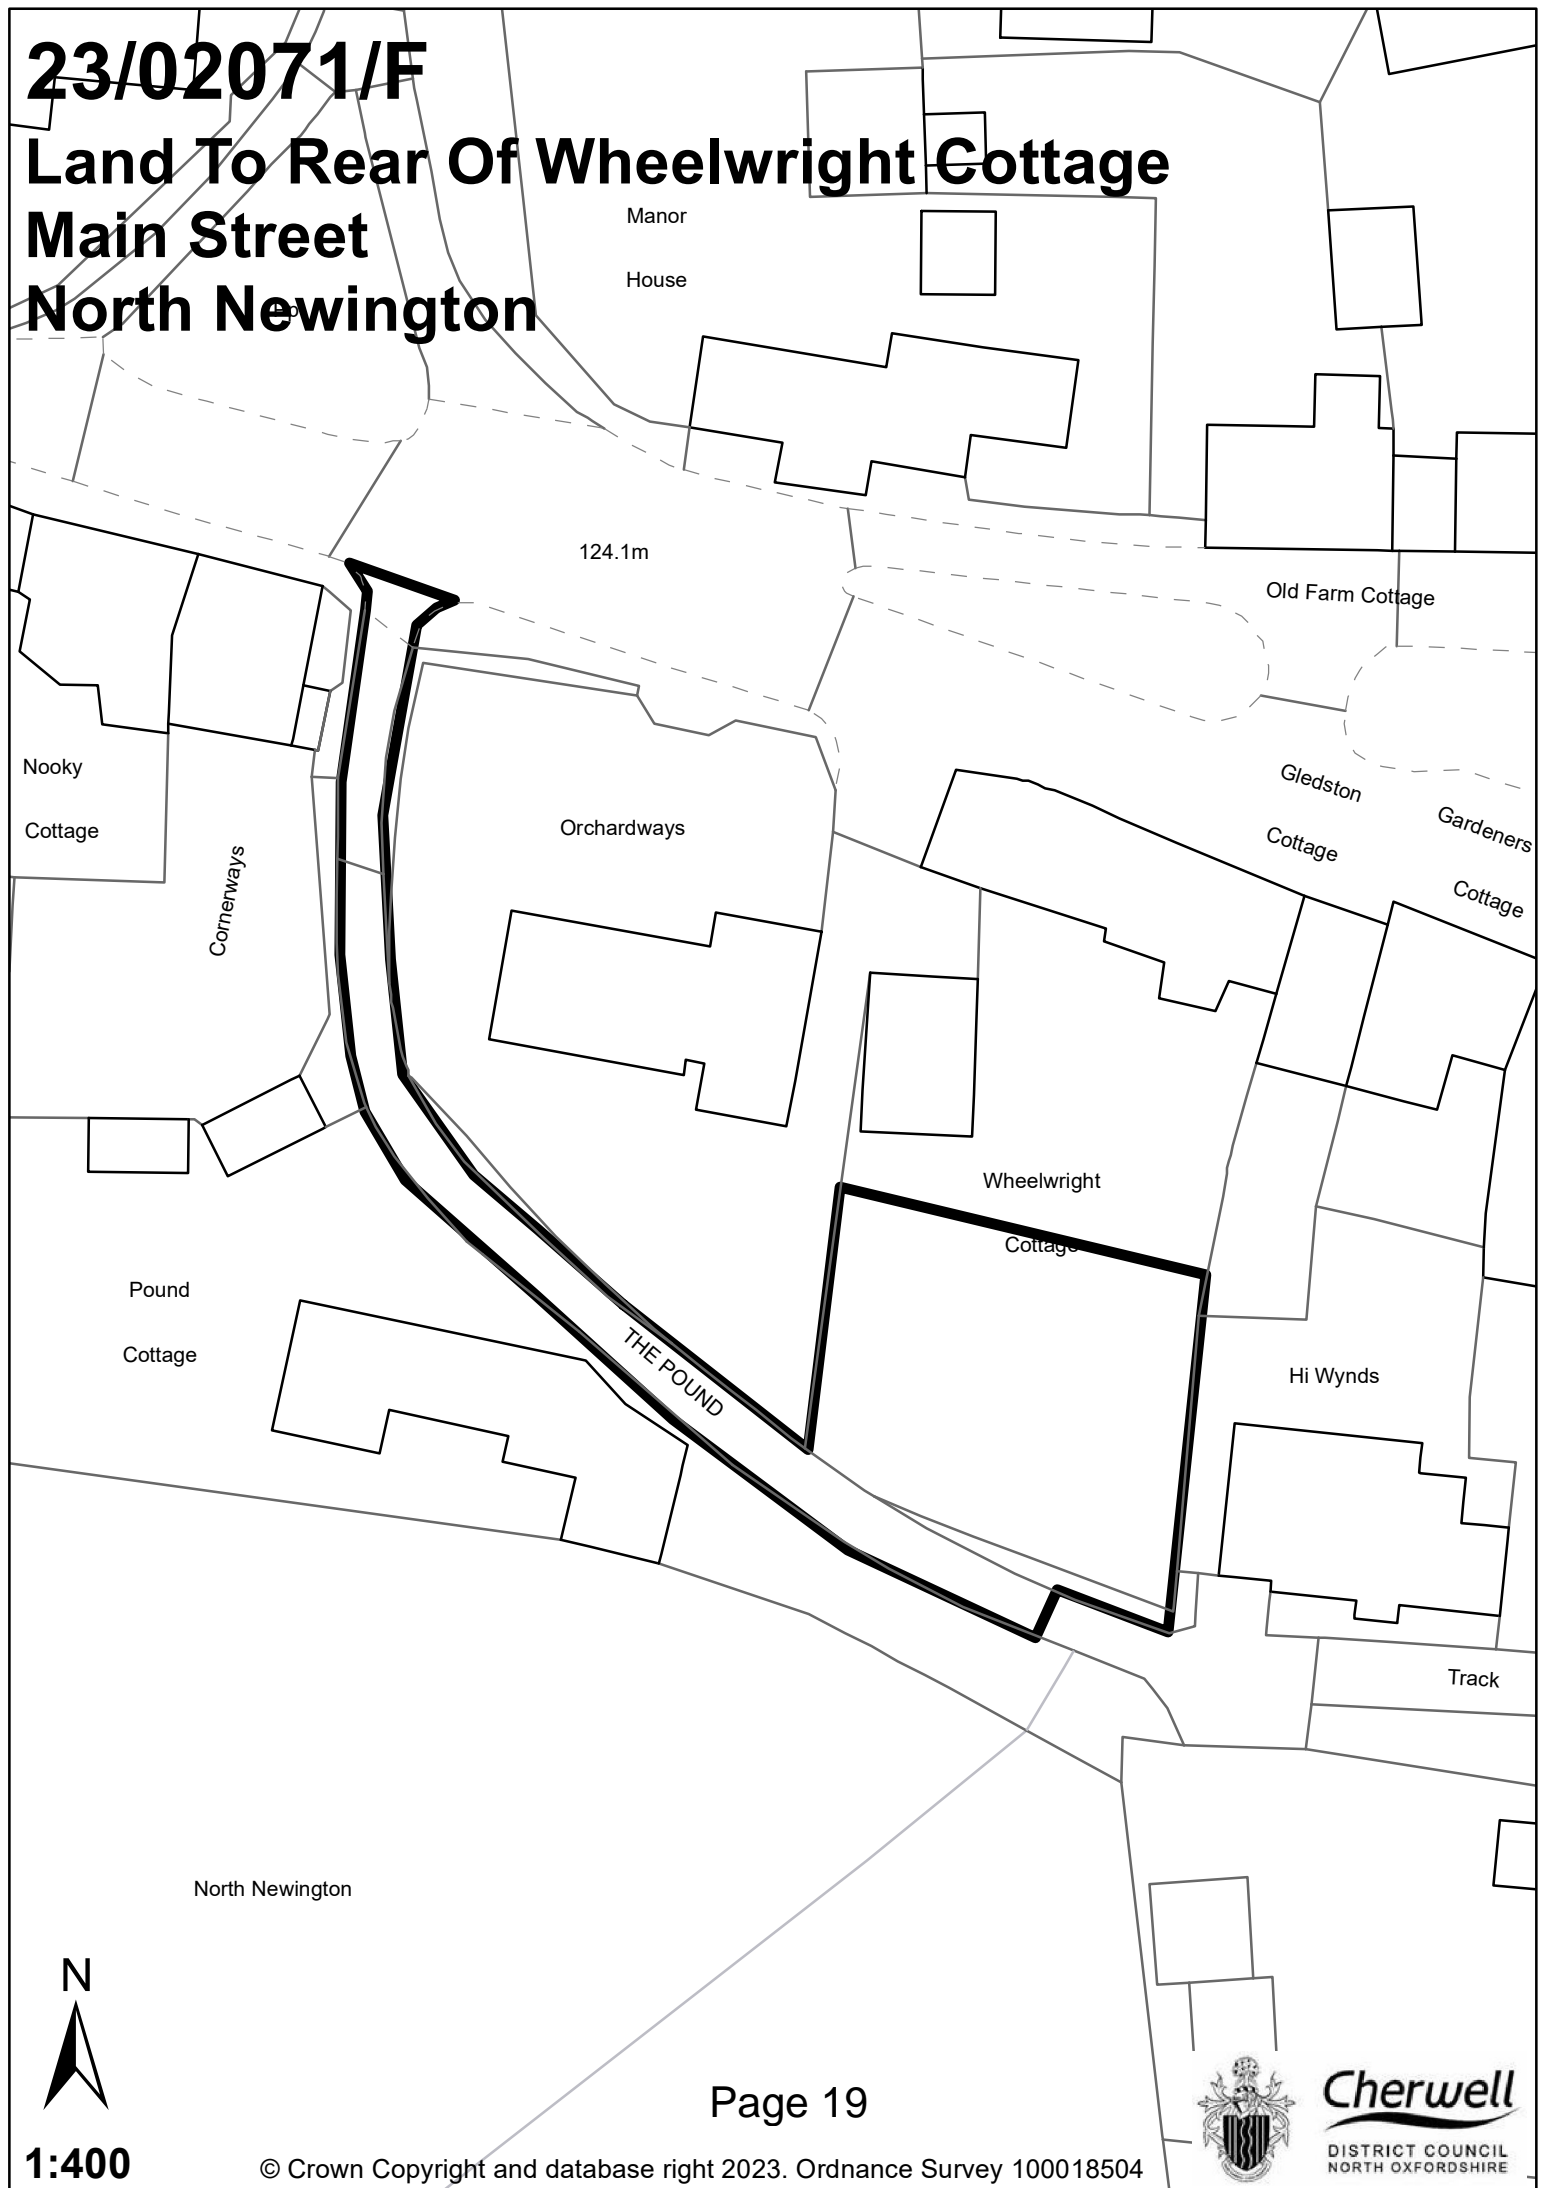 23/02071/F
Land To Rear Of Wheelwright Cottage
Main Street
North Newington
Manor
House
124.1m
Old Farm Cottage
Nooky
Cottage
Cornerways
Orchardways
Gledston
Cottage
Gardeners
Cottage
Wheelwright
Cottage
Pound
Cottage
THE POUND
Hi Wynds
Track
North Newington
N
Page 19
1:400
© Crown Copyright and database right 2023. Ordnance Survey 100018504
Cherwell
DISTRICT COUNCIL
NORTH OXFORDSHIRE